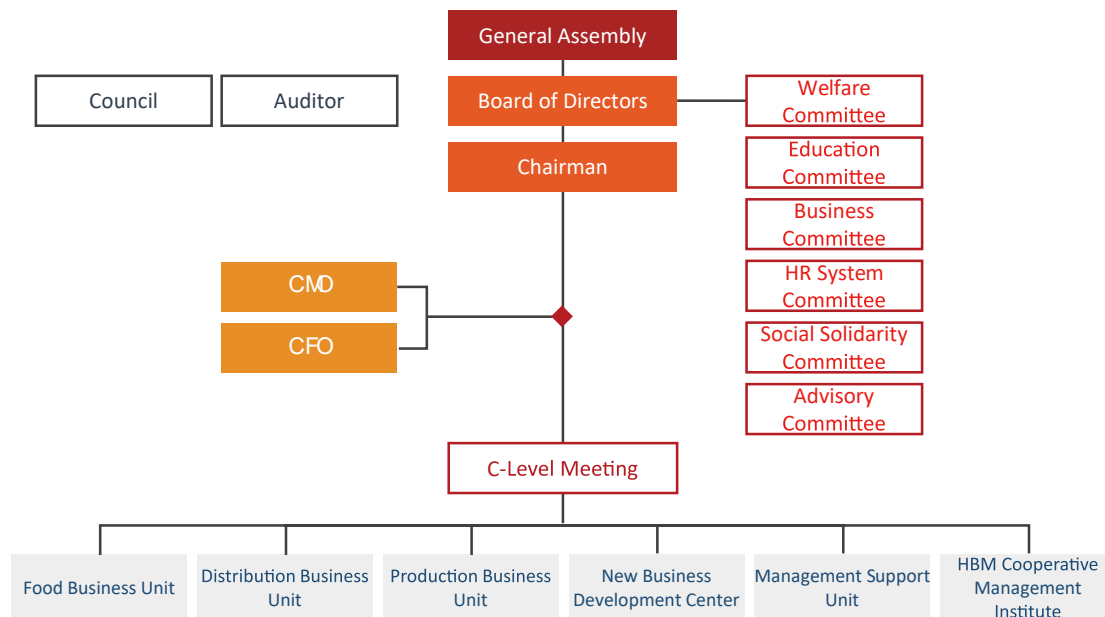 General Assembly
Council
Auditor
Board of Directors
Welfare
Committee
Chairman
Education
Committee
Business
Committee
CMO
CFO
HR System
Committee
Social Solidarity
Committee
Advisory
Committee
C-Level Meeting
Food Business Unit
Distribution Business
Unit
Production Business
Unit
New Business
Development Center
Management Support
Unit
HBM Cooperative
Management
Institute